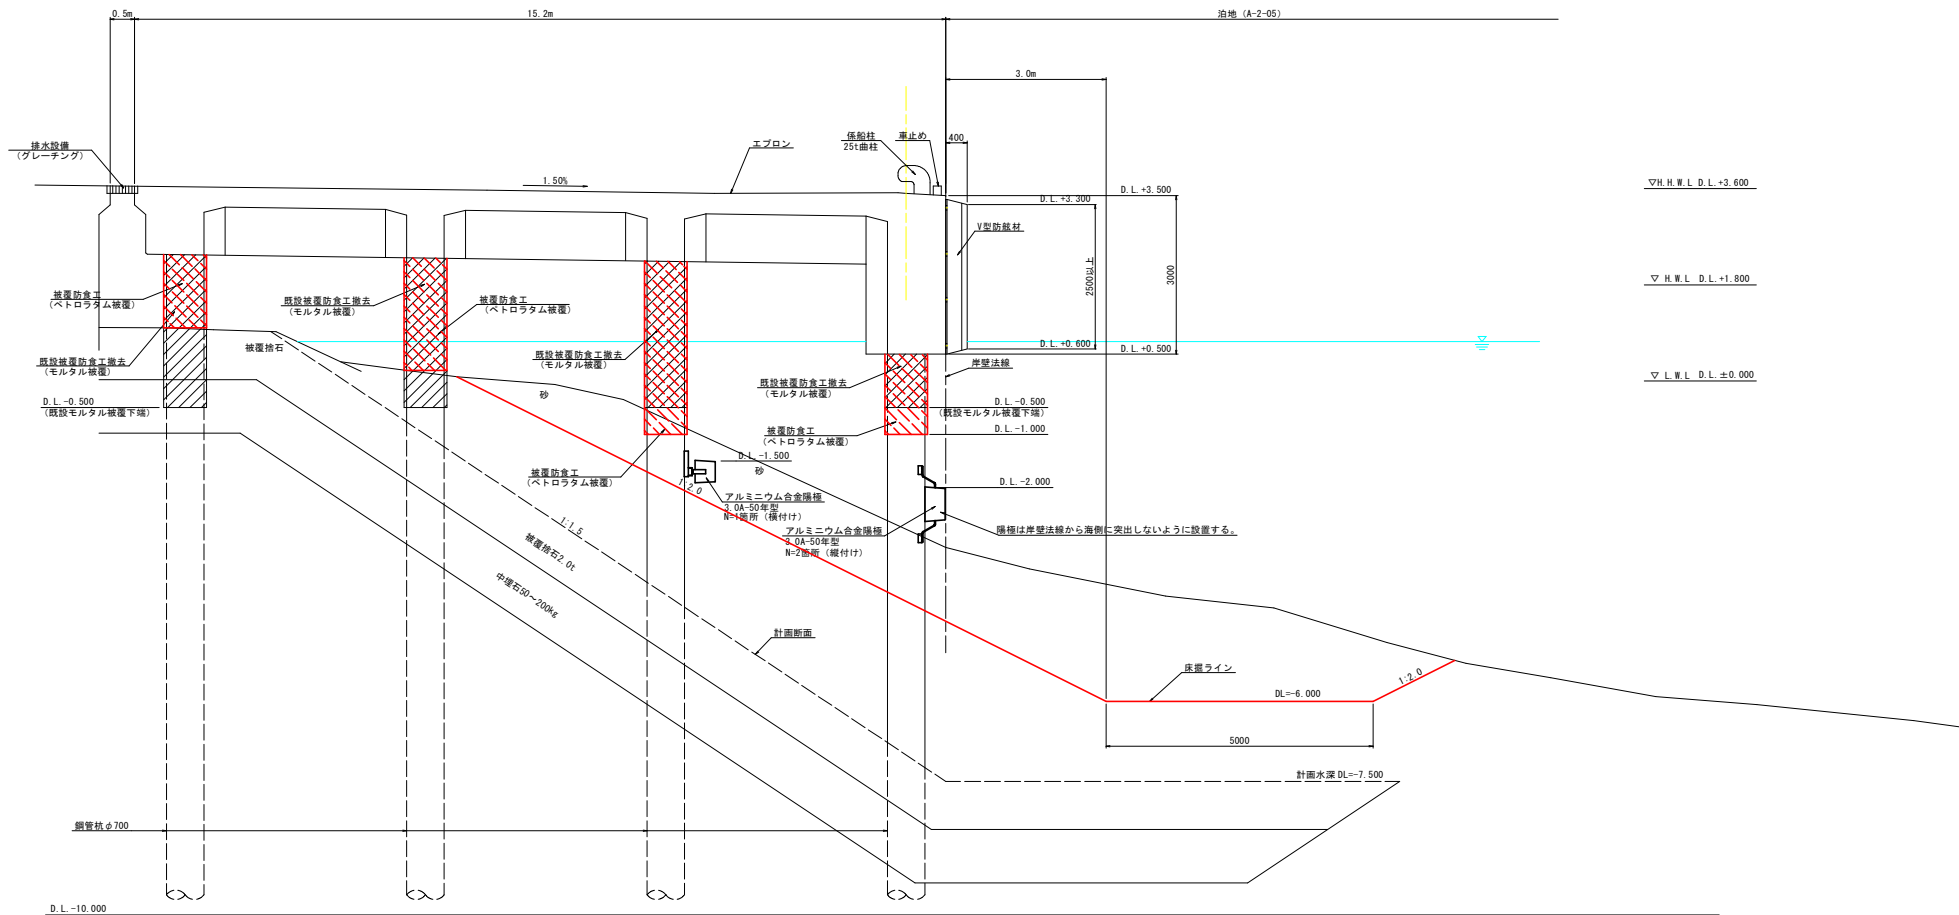 0.5m
15.2m
泊地 (A-2-05)
3.0m
排水設備
(グレーチング)
1.50%
エプロン
係船柱
25t曲柱
車止め
400
D.L.+3.500
D.L.+3.300
▽H.H.W.L D.L.+3.600
V型防舷材
2500以上
3000
▽ H.W.L D.L.+1.800
被覆防食工
(ペトロラタム被覆)
既設被覆防食工撤去
(モルタル被覆)
被覆防食工
(ペトロラタム被覆)
被覆捨石
既設被覆防食工撤去
(モルタル被覆)
既設被覆防食工撤去
(モルタル被覆)
D.L.+0.600
D.L.+0.500
岸壁法線
▽ L.W.L D.L.±0.000
既設被覆防食工撤去
(モルタル被覆)
砂
D.L.-0.500
(既設モルタル被覆下端)
D.L.-0.500
(既設モルタル被覆下端)
被覆防食工
(ペトロラタム被覆)
D.L.-1.000
D.L.-1.500
砂
被覆防食工
(ペトロラタム被覆)
1:2.0
D.L.-2.000
アルミニウム合金陽極
3.0A-50年型
N=1箇所 (横付け)
アルミニウム合金陽極
3.0A-50年型
N=2箇所 (縦付け)
陽極は岸壁法線から海側に突出しないように設置する。
1:1.5
被覆捨石2.0t
中埋石50～200kg
計画断面
床掘ライン
1:2.0
DL=-6.000
5000
計画水深 DL=-7.500
鋼管杭φ700
D.L.-10.000